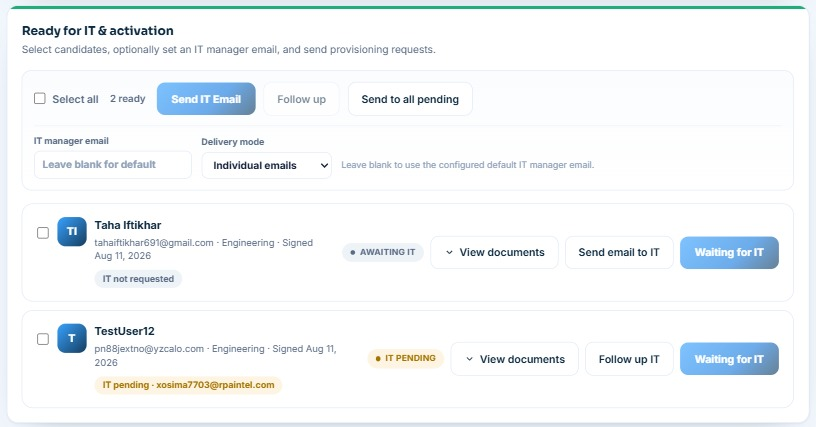 Ready for IT & activation
Select candidates, optionally set an IT manager email, and send provisioning requests.
Select all 2 ready Send IT Email Follow up Send to all pending
IT manager email Delivery mode
Leave blank for default Individual emails Leave blank to use the configured default IT manager email.
TI Taha Iftikhar
tahaiftikhar691@gmail.com · Engineering · Signed
Aug 11, 2026
IT not requested
AWAITING IT View documents Send email to IT Waiting for IT
T TestUser12
pn88jextno@yzcalo.com · Engineering · Signed Aug 11,
2026
IT pending · xosima7703@rpaintel.com
IT PENDING View documents Follow up IT Waiting for IT